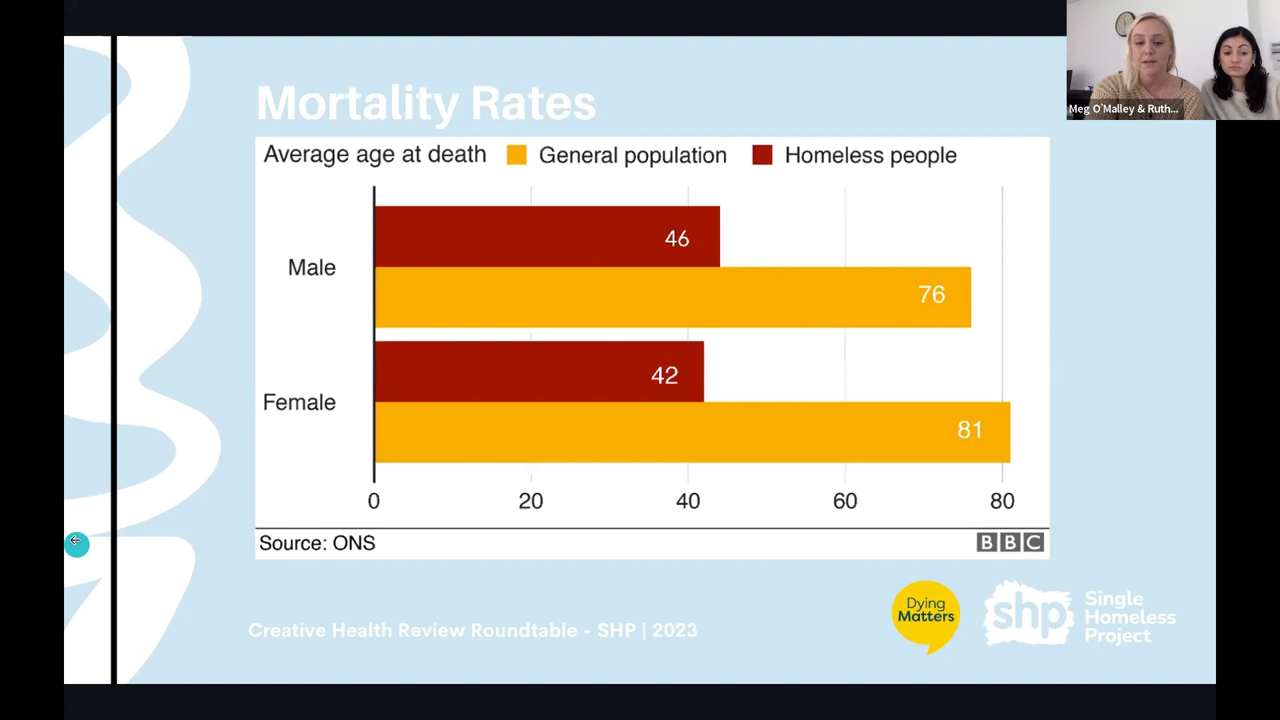 Mortality Rates
Average age at death General population Homeless people
Male
46
76
Female
42
81
0 20 40 60 80
Source: ONS
BBC
Creative Health Review Roundtable - SHP | 2023
Dying
Matters
shp
Single
Homeless
Project
Meg O'Malley & Ruth...